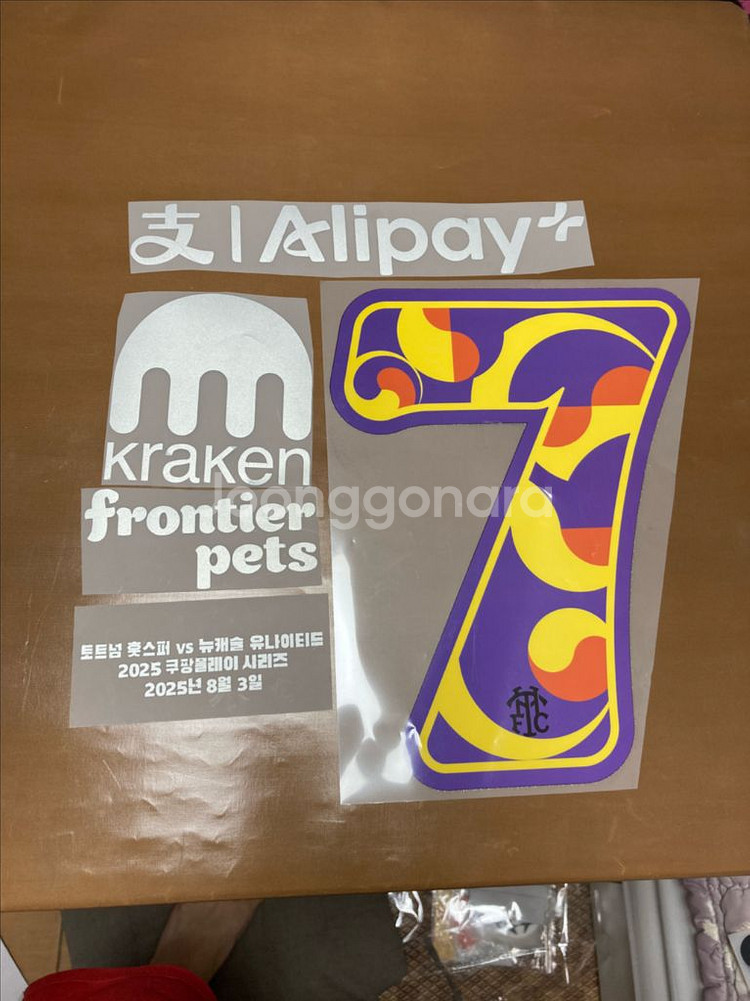 支 | Alipay+
kraken
joonggonara
frontier
pets
토트넘 홋스퍼 vs 뉴캐슬 유나이티드
2025 쿠팡플레이 시리즈
2025년 8월 3일
7
THFC